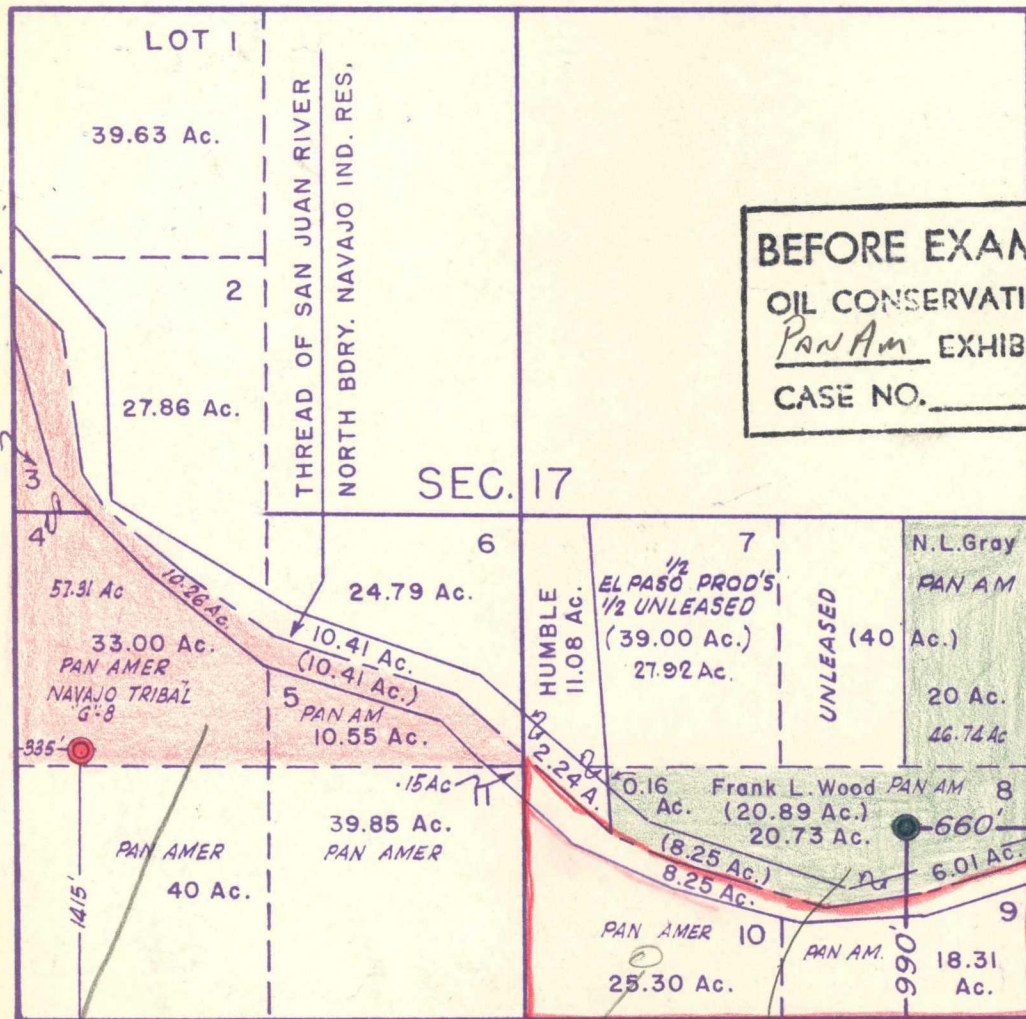 LOT 1
39.63 Ac.
2
27.86 Ac.
THREAD OF SAN JUAN RIVER
NORTH BDRY. NAVAJO IND. RES.
BEFORE EXAM
OIL CONSERVATI
PAN AM EXHIB
CASE NO.
SEC. 17
3
4
57.91 Ac
33.00 Ac.
PAN AMER
NAVAJO TRIBAL
"G"-8
335'
1415'
10.26 Ac.
6
24.79 Ac.
10.41 Ac.
(10.41 Ac.)
5
PAN AM
10.55 Ac.
.15Ac
39.85 Ac.
PAN AMER
PAN AMER
40 Ac.
HUMBLE
11.08 Ac.
7
1/2
EL PASO PROD'S
1/2 UNLEASED
(39.00 Ac.)
27.92 Ac.
UNLEASED
(40 Ac.)
N.L.Gray
PAN AM
20 Ac.
46.74 Ac
2.24 A.
0.16
Ac.
Frank L. Wood PAN AM
8
(20.89 Ac.)
20.73 Ac.
660'
(8.25 Ac.)
8.25 Ac.
6.01 Ac.
990'
9
PAN AMER
10
25.30 Ac.
PAN AM.
18.31
Ac.